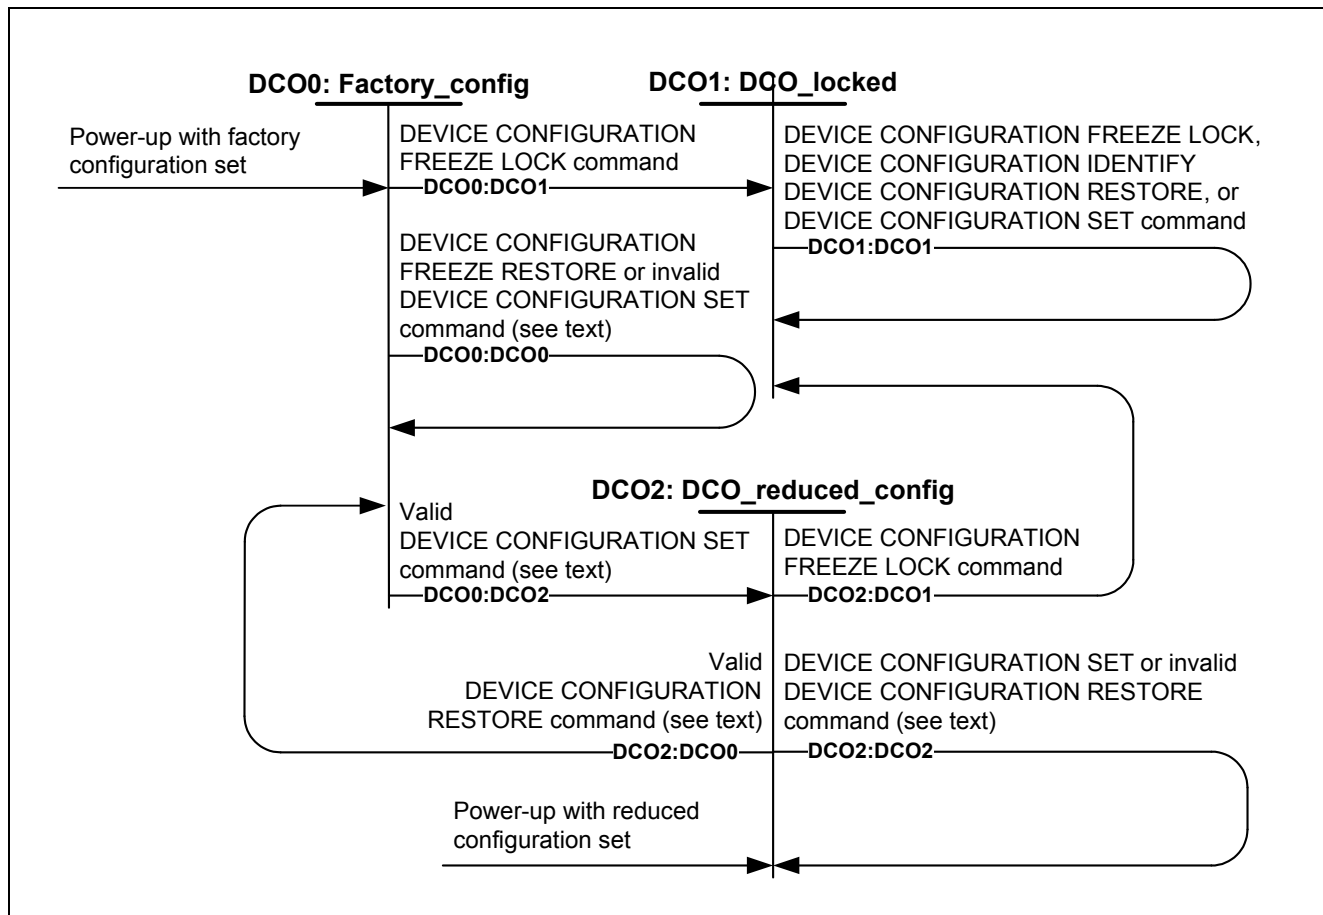 DCO0: Factory_config
DCO1: DCO_locked
Power-up with factory
configuration set
DEVICE CONFIGURATION
FREEZE LOCK command
DCO0:DCO1
DEVICE CONFIGURATION FREEZE LOCK,
DEVICE CONFIGURATION IDENTIFY
DEVICE CONFIGURATION RESTORE, or
DEVICE CONFIGURATION SET command
DCO1:DCO1
DEVICE CONFIGURATION
FREEZE RESTORE or invalid
DEVICE CONFIGURATION SET
command (see text)
DCO0:DCO0
DCO2: DCO_reduced_config
Valid
DEVICE CONFIGURATION SET
command (see text)
DCO0:DCO2
DEVICE CONFIGURATION
FREEZE LOCK command
DCO2:DCO1
Valid
DEVICE CONFIGURATION
RESTORE command (see text)
DCO2:DCO0
DEVICE CONFIGURATION SET or invalid
DEVICE CONFIGURATION RESTORE
command (see text)
DCO2:DCO2
Power-up with reduced
configuration set